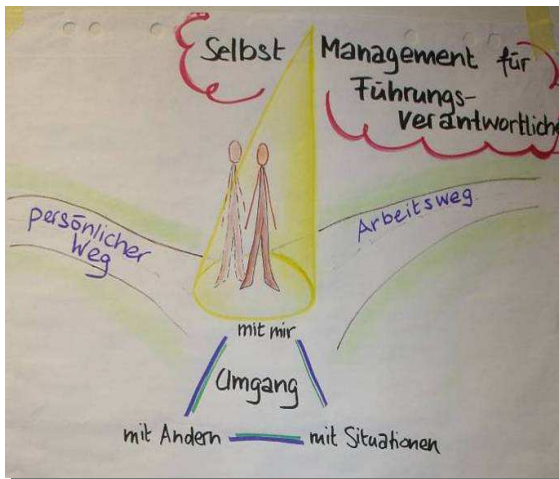 Selbst Management für
Führungs-
verantwortliche
persönlicher
Weg
Arbeitsweg
mit mir
Umgang
mit Andern mit Situationen